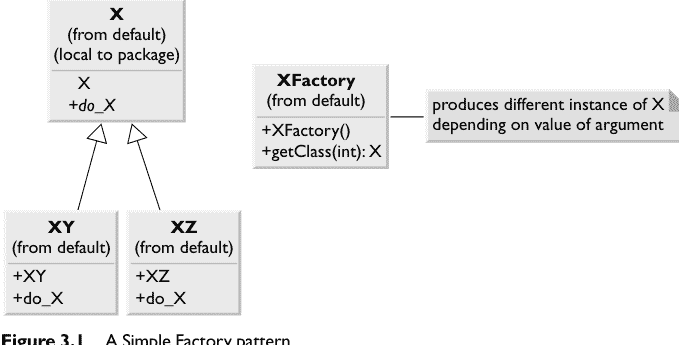 X
(from default)
(local to package)
X
+do_X
XFactory
(from default)
+XFactory()
+getClass(int): X
produces different instance of X
depending on value of argument
XY
(from default)
+XY
+do_X
XZ
(from default)
+XZ
+do_X
Figure 3.1 A Simple Factory pattern